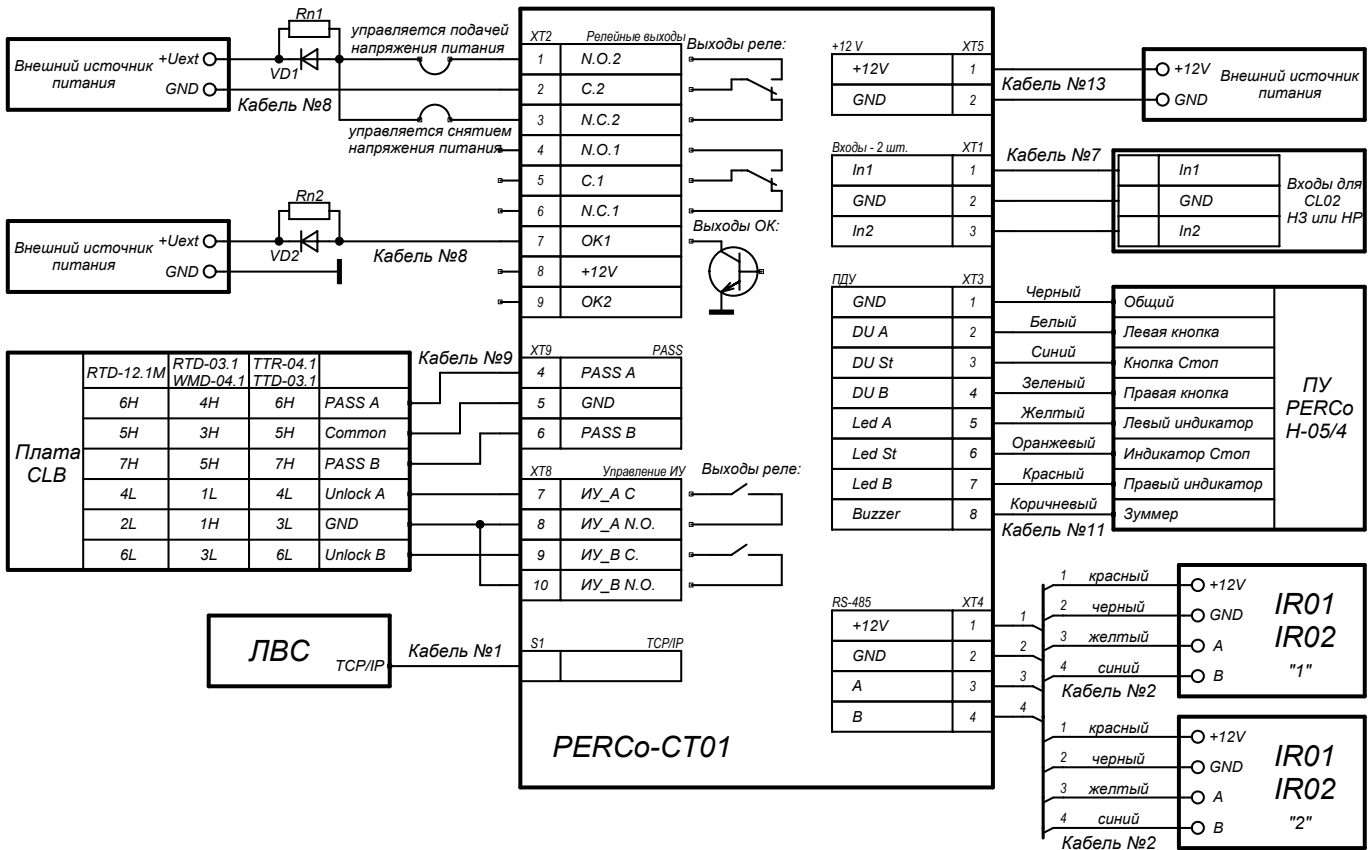 Rn1
управляется подачей
напряжения питания
Внешний источник
питания
+Uext
GND
VD1
Кабель №8
управляется снятием
напряжения питания
XT2 Релейные выходы
1 N.O.2
2 C.2
3 N.C.2
4 N.O.1
5 C.1
6 N.C.1
7 OK1
8 +12V
9 OK2
Выходы реле:
Выходы ОК:
Rn2
Внешний источник
питания
+Uext
GND
VD2
Кабель №8
Плата
CLB
RTD-12.1M RTD-03.1 WMD-04.1 TTR-04.1 TTD-03.1
6H 4H 6H PASS A
5H 3H 5H Common
7H 5H 7H PASS B
4L 1L 4L Unlock A
2L 1H 3L GND
6L 3L 6L Unlock B
Кабель №9
XT9 PASS
4 PASS A
5 GND
6 PASS B
XT8 Управление ИУ
7 ИУ_A C
8 ИУ_A N.O.
9 ИУ_B C.
10 ИУ_B N.O.
Выходы реле:
ЛВС
TCP/IP
Кабель №1
S1 TCP/IP
PERCo-CT01
+12 V XT5
+12V 1
GND 2
Кабель №13
+12V
GND
Внешний источник
питания
Входы - 2 шт. XT1
In1 1
GND 2
In2 3
Кабель №7
In1
GND
In2
Входы для
CL02
НЗ или НР
ПДУ XT3
GND 1 Черный Общий
DU A 2 Белый Левая кнопка
DU St 3 Синий Кнопка Стоп
DU B 4 Зеленый Правая кнопка
Led A 5 Желтый Левый индикатор
Led St 6 Оранжевый Индикатор Стоп
Led B 7 Красный Правый индикатор
Buzzer 8 Коричневый Зуммер
Кабель №11
ПУ
PERCo
H-05/4
RS-485 XT4
+12V 1 1
GND 2 2
A 3 3
B 4 4
1 красный +12V
2 черный GND
3 желтый A
4 синий B
Кабель №2
IR01
IR02
"1"
1 красный +12V
2 черный GND
3 желтый A
4 синий B
Кабель №2
IR01
IR02
"2"